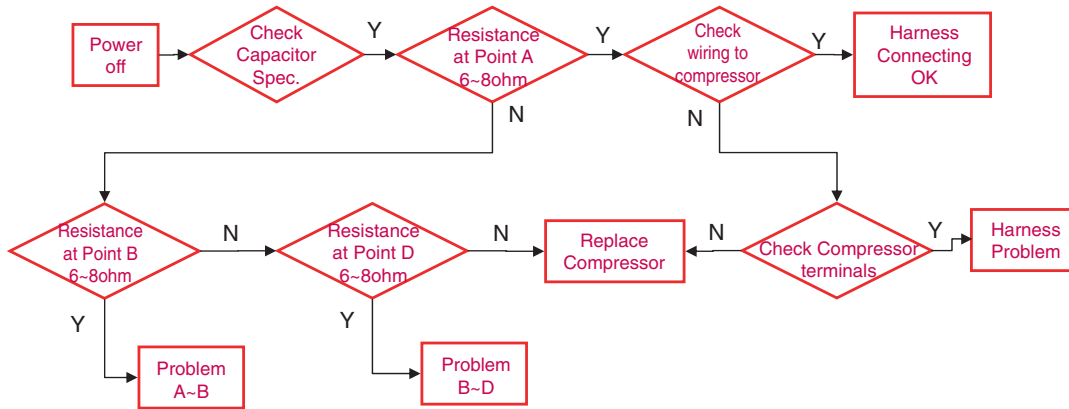 Power
off
Check
Capacitor
Spec.
Y
Resistance
at Point A
6~8ohm
Y
Check
wiring to
compressor
Y
Harness
Connecting
OK
N
N
Resistance
at Point B
6~8ohm
N
Resistance
at Point D
6~8ohm
N
Replace
Compressor
N
Check Compressor
terminals
Y
Harness
Problem
Y
Problem
A~B
Y
Problem
B~D